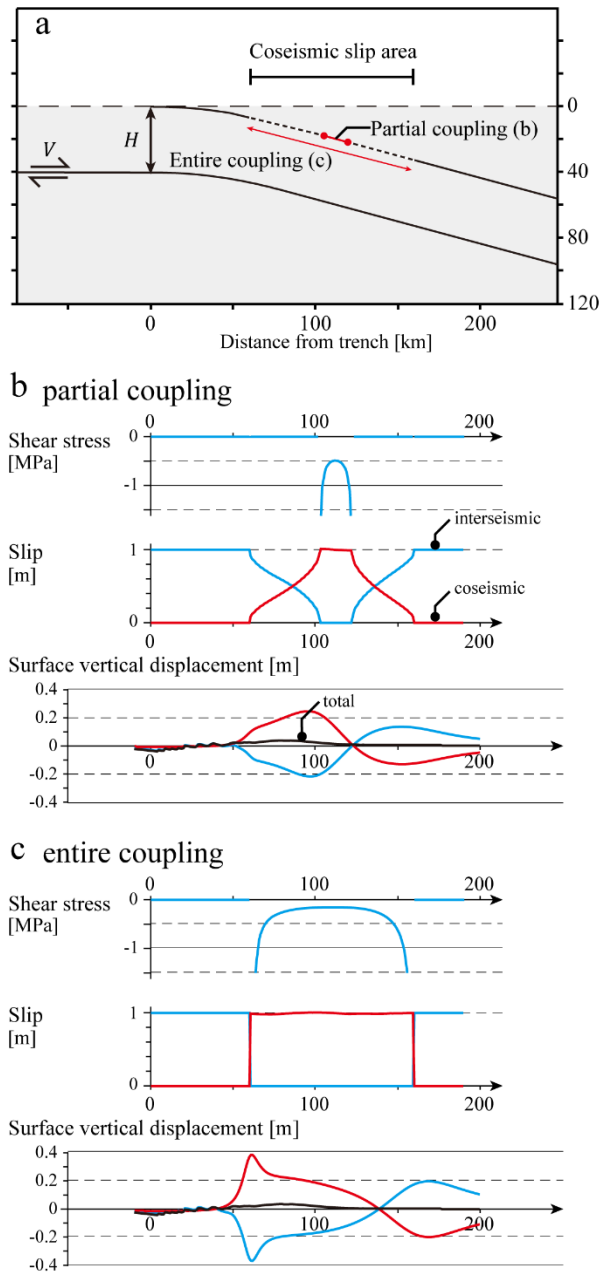 a
Coseismic slip area
0
Partial coupling (b)
V
H
Entire coupling (c)
40
80
120
0 100 200
Distance from trench [km]
b partial coupling
0 100 200
Shear stress 0
[MPa]
-1
interseismic
Slip 1
[m]
coseismic
0
0 100 200
Surface vertical displacement [m]
0.4
total
0.2
0
0 100 200
-0.2
-0.4
c entire coupling
0 100 200
Shear stress 0
[MPa]
-1
Slip 1
[m]
0
0 100 200
Surface vertical displacement [m]
0.4
0.2
0
0 100 200
-0.2
-0.4